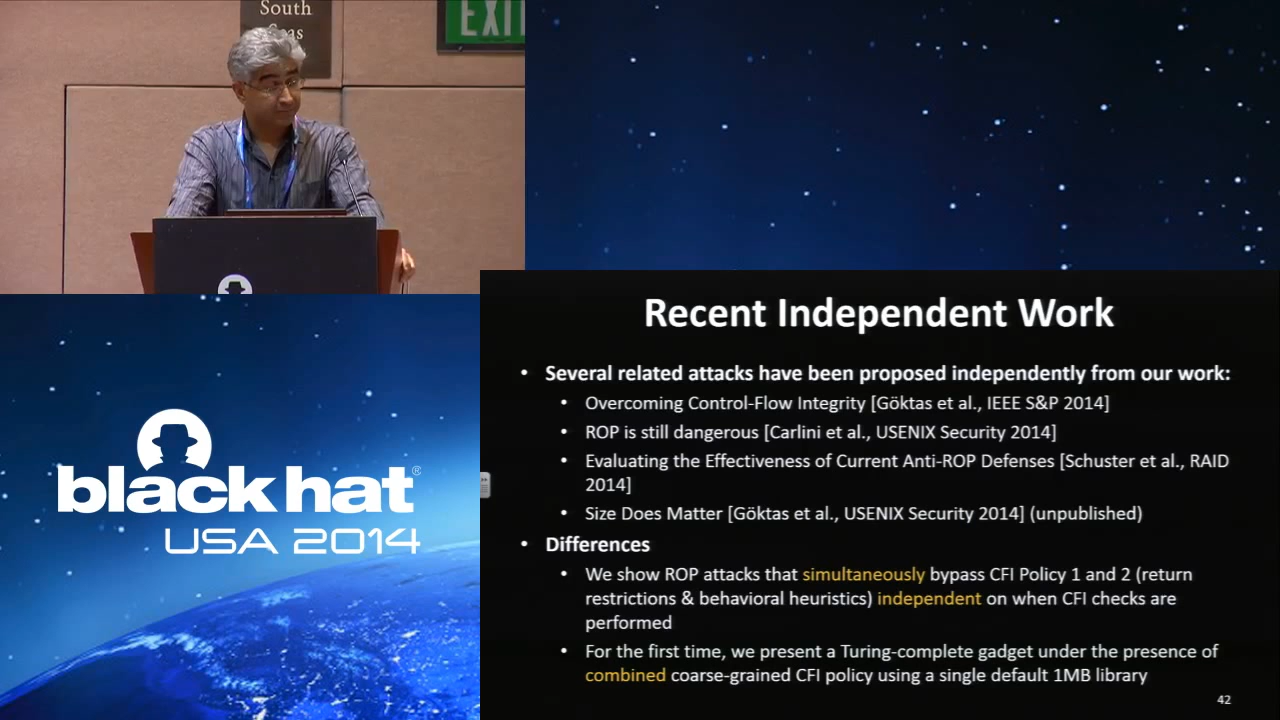 South
Seas
EXIT
black hat®
USA 2014
Recent Independent Work
• Several related attacks have been proposed independently from our work:
• Overcoming Control-Flow Integrity [Göktas et al., IEEE S&P 2014]
• ROP is still dangerous [Carlini et al., USENIX Security 2014]
• Evaluating the Effectiveness of Current Anti-ROP Defenses [Schuster et al., RAID
2014]
• Size Does Matter [Göktas et al., USENIX Security 2014] (unpublished)
• Differences
• We show ROP attacks that simultaneously bypass CFI Policy 1 and 2 (return
restrictions & behavioral heuristics) independent on when CFI checks are
performed
• For the first time, we present a Turing-complete gadget under the presence of
combined coarse-grained CFI policy using a single default 1MB library
42